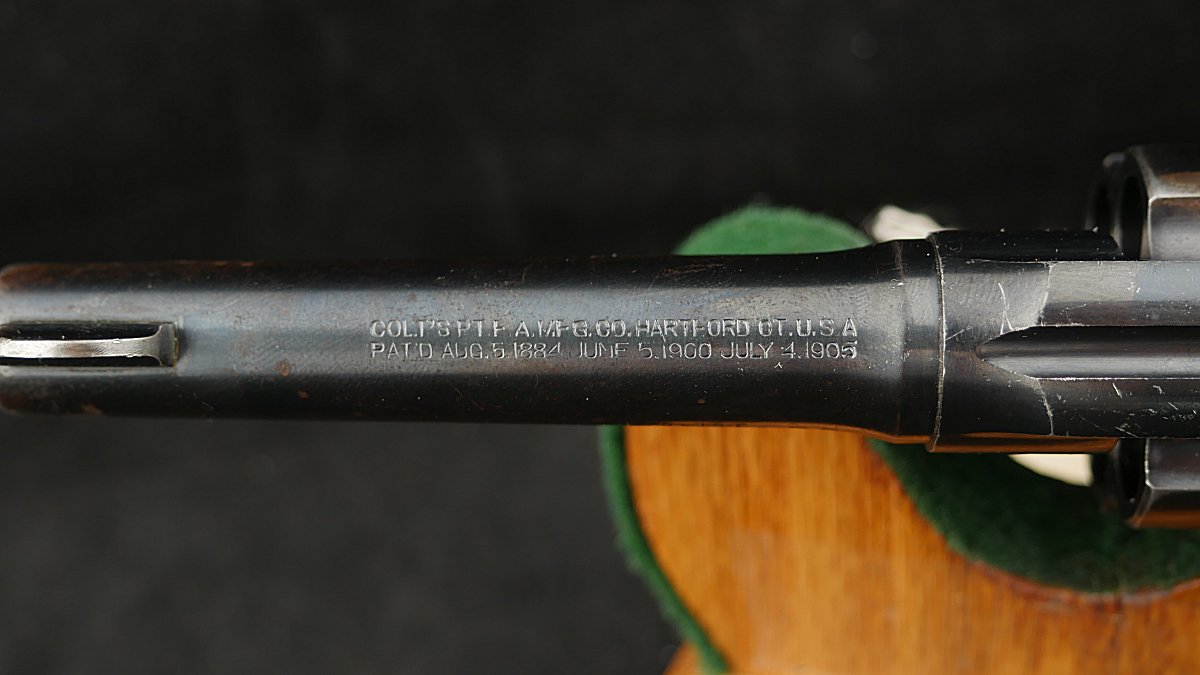 COLT'S PT. F. A. MFG. CO. HARTFORD CT. U.S.A
PAT'D AUG. 5. 1884. JUNE 5. 1900 JULY 4. 1905